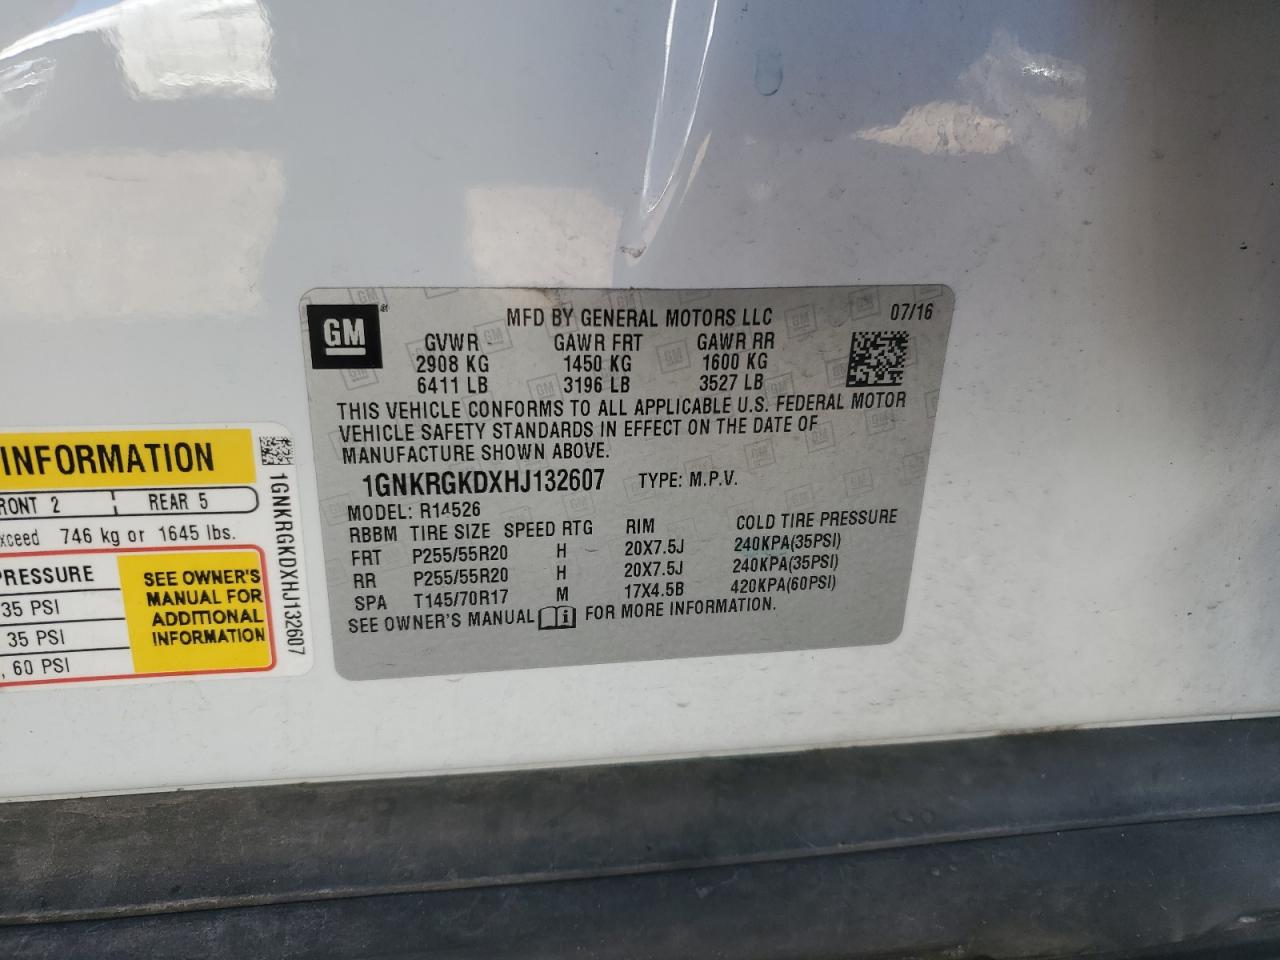 GM
MFD BY GENERAL MOTORS LLC 07/16
GVWR GAWR FRT GAWR RR
2908 KG 1450 KG 1600 KG
6411 LB 3196 LB 3527 LB
THIS VEHICLE CONFORMS TO ALL APPLICABLE U.S. FEDERAL MOTOR
VEHICLE SAFETY STANDARDS IN EFFECT ON THE DATE OF
MANUFACTURE SHOWN ABOVE.
1GNKRGKDXHJ132607 TYPE: M.P.V.
MODEL: R14526
RBBM TIRE SIZE SPEED RTG RIM COLD TIRE PRESSURE
FRT P255/55R20 H 20X7.5J 240KPA(35PSI)
RR P255/55R20 H 20X7.5J 240KPA(35PSI)
SPA T145/70R17 M 17X4.5B 420KPA(60PSI)
SEE OWNER'S MANUAL FOR MORE INFORMATION.
INFORMATION
RONT 2 REAR 5
xceed 746 kg or 1645 lbs.
PRESSURE
35 PSI
35 PSI
, 60 PSI
SEE OWNER'S
MANUAL FOR
ADDITIONAL
INFORMATION
1GNKRGKDXHJ132607